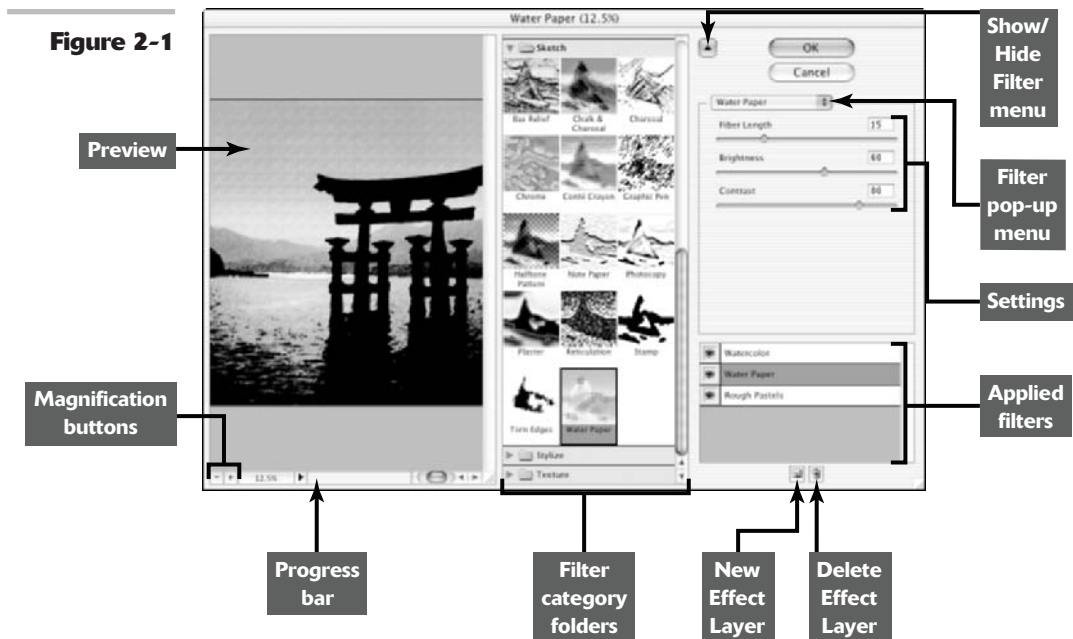 Figure 2-1
Water Paper (12.5%)
Show/
Hide
Filter
menu
Preview
Sketch
Bas Relief
Chalk &
Charcoal
Charcoal
Chrome
Conté Crayon
Graphic Pen
Halftone
Pattern
Note Paper
Photocopy
Plaster
Reticulation
Stamp
Torn Edges
Water Paper
Stylize
Texture
OK
Cancel
Water Paper
Fiber Length
15
Brightness
60
Contrast
80
Filter
pop-up
menu
Settings
Watercolor
Water Paper
Rough Pastels
Applied
filters
Magnification
buttons
- +
12.5%
Progress
bar
Filter
category
folders
New
Effect
Layer
Delete
Effect
Layer